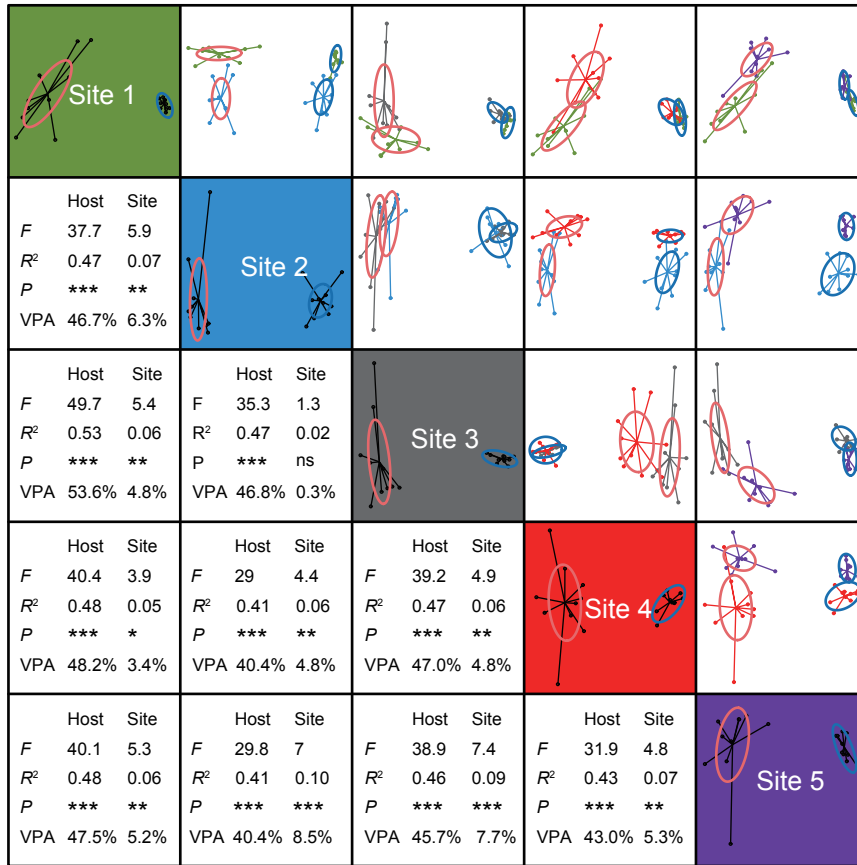 Site 1
Host Site
F 37.7 5.9
R² 0.47 0.07
P *** **
VPA 46.7% 6.3%
Site 2
Host Site
F 49.7 5.4
R² 0.53 0.06
P *** **
VPA 53.6% 4.8%
Host Site
F 35.3 1.3
R² 0.47 0.02
P *** ns
VPA 46.8% 0.3%
Site 3
Host Site
F 40.4 3.9
R² 0.48 0.05
P *** *
VPA 48.2% 3.4%
Host Site
F 29 4.4
R² 0.41 0.06
P *** **
VPA 40.4% 4.8%
Host Site
F 39.2 4.9
R² 0.47 0.06
P *** **
VPA 47.0% 4.8%
Site 4
Host Site
F 40.1 5.3
R² 0.48 0.06
P *** **
VPA 47.5% 5.2%
Host Site
F 29.8 7
R² 0.41 0.10
P *** ***
VPA 40.4% 8.5%
Host Site
F 38.9 7.4
R² 0.46 0.09
P *** ***
VPA 45.7% 7.7%
Host Site
F 31.9 4.8
R² 0.43 0.07
P *** **
VPA 43.0% 5.3%
Site 5